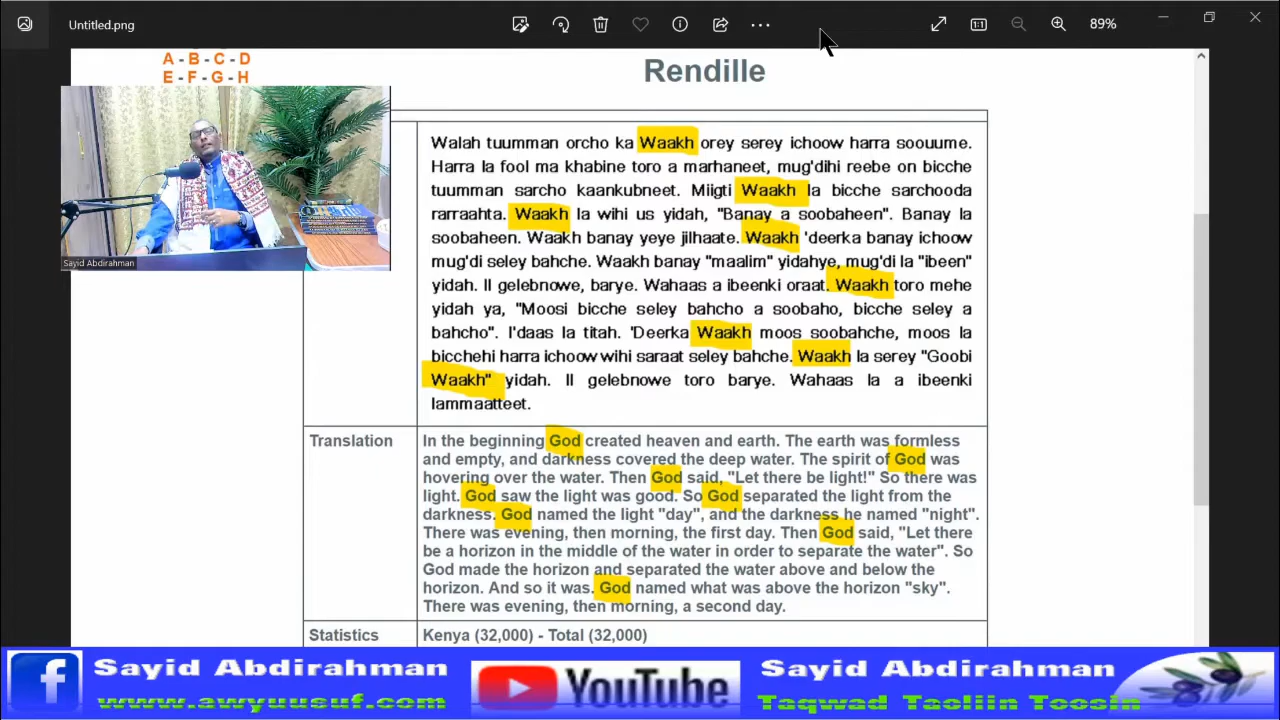 Untitled.png
89%
A - B - C - D
E - F - G - H
Rendille
Sayid Abdirahman
Walah tuumman orcho ka Waakh orey serey ichoow harra soouume.
Harra la fool ma khabine toro a marhaneet, mug'dihi reebe on bicche
tuumman sarcho kaankubneet. Miigti Waakh la bicche sarchooda
rarraahta. Waakh la wihi us yidah, "Banay a soobaheen". Banay la
soobaheen. Waakh banay yeye jilhaate. Waakh 'deerka banay ichoow
mug'di seley bahche. Waakh banay "maalim" yidahye, mug'di la "ibeen"
yidah. Il gelebnowe, barye. Wahaas a ibeenki oraat. Waakh toro mehe
yidah ya, "Moosi bicche seley bahcho a soobaho, bicche seley a
bahcho". I'daas la titah. 'Deerka Waakh moos soobahche, moos la
bicchehi harra ichoow wihi saraat seley bahche. Waakh la serey "Goobi
Waakh" yidah. Il gelebnowe toro barye. Wahaas la a ibeenki
lammaatteet.
Translation
In the beginning God created heaven and earth. The earth was formless
and empty, and darkness covered the deep water. The spirit of God was
hovering over the water. Then God said, "Let there be light!" So there was
light. God saw the light was good. So God separated the light from the
darkness. God named the light "day", and the darkness he named "night".
There was evening, then morning, the first day. Then God said, "Let there
be a horizon in the middle of the water in order to separate the water". So
God made the horizon and separated the water above and below the
horizon. And so it was. God named what was above the horizon "sky".
There was evening, then morning, a second day.
Statistics
Kenya (32,000) - Total (32,000)
Sayid Abdirahman
www.awyuusuf.com
YouTube
Sayid Abdirahman
Taqwad Taoliin Toosin